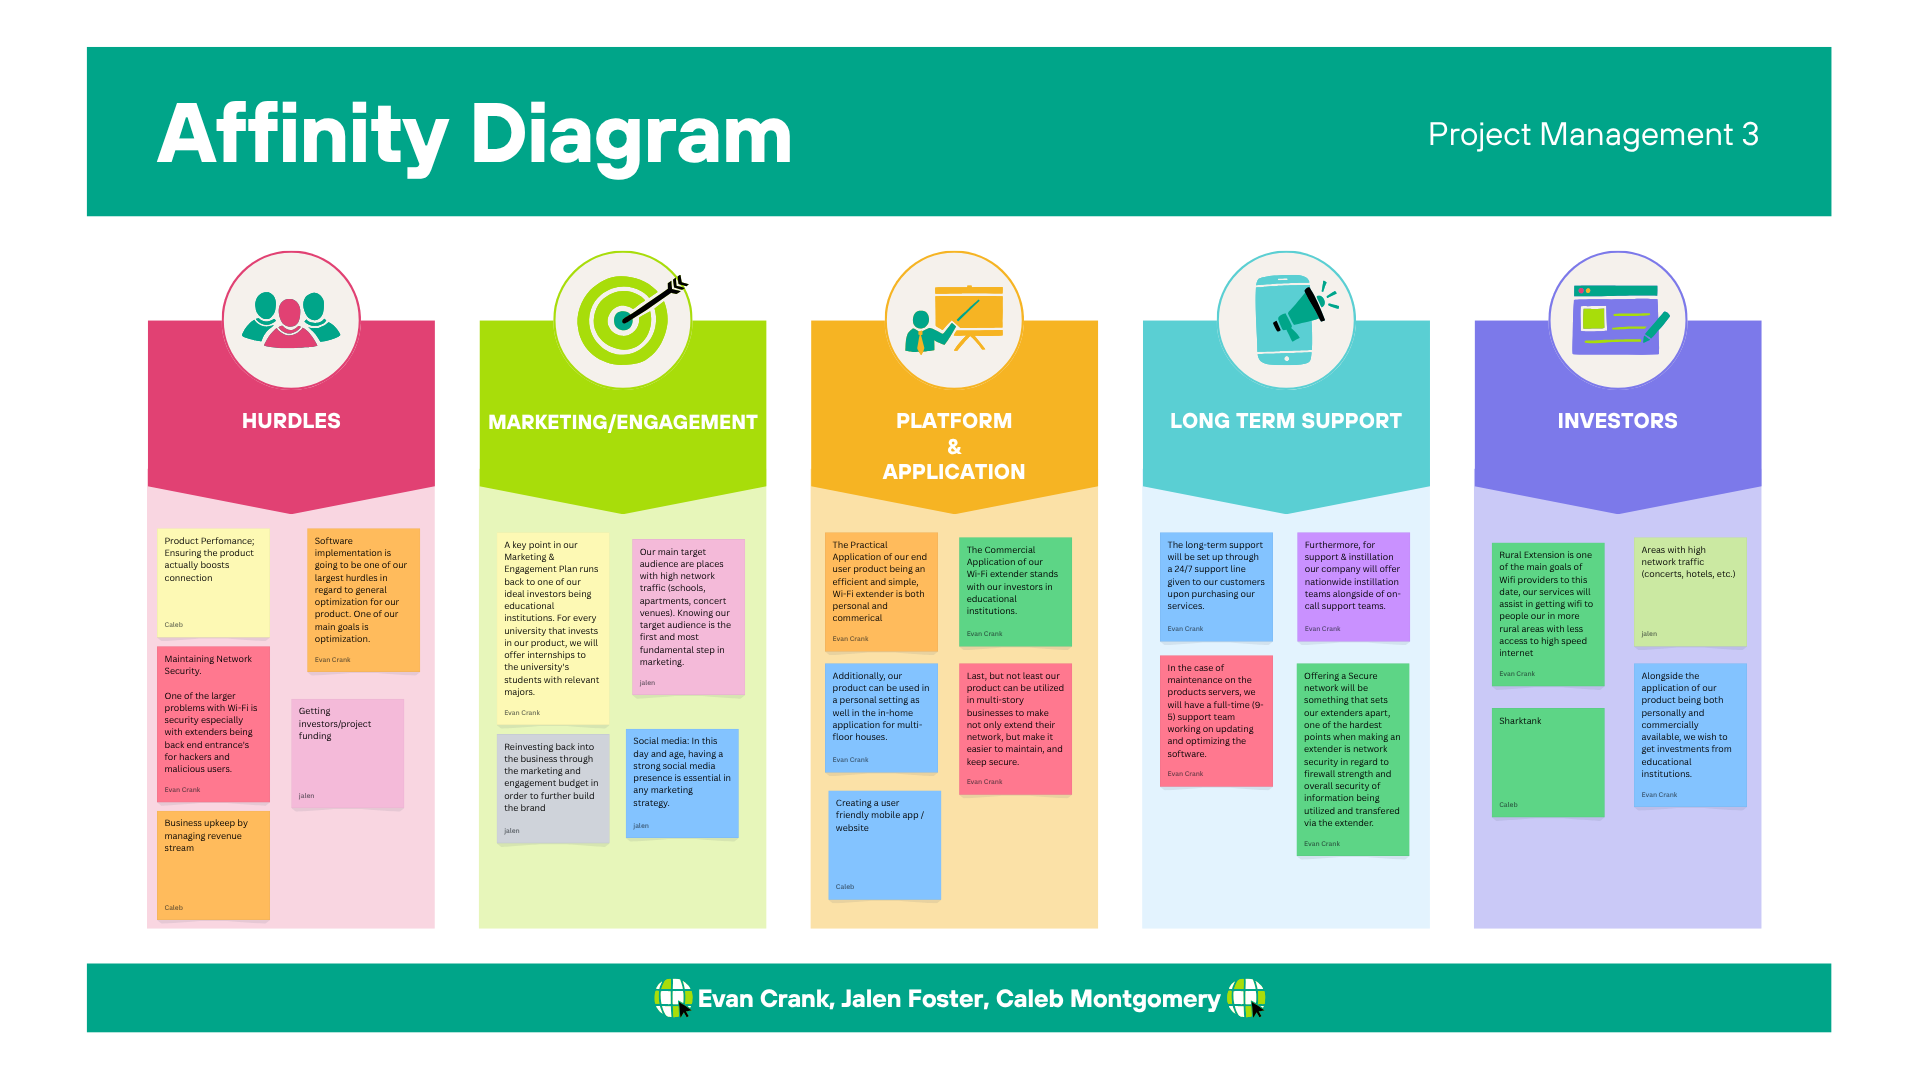 Affinity Diagram
Project Management 3
HURDLES
Product Perfomance;
Ensuring the product
actually boosts
connection
Caleb
Software
implementation is
going to be one of our
largest hurdles in
regard to general
optimization for our
product. One of our
main goals is
optimization.
Evan Crank
Maintaining Network
Security.
One of the larger
problems with Wi-Fi is
security especially
with extenders being
back end entrance's
for hackers and
malicious users.
Evan Crank
Getting
investors/project
funding
jalen
Business upkeep by
managing revenue
stream
Caleb
MARKETING/ENGAGEMENT
A key point in our
Marketing &
Engagement Plan runs
back to one of our
ideal investors being
educational
institutions. For every
university that invests
in our product, we will
offer internships to
the university's
students with relevant
majors.
Evan Crank
Our main target
audience are places
with high network
traffic (schools,
apartments, concert
venues). Knowing our
target audience is the
first and most
fundamental step in
marketing.
jalen
Reinvesting back into
the business through
the marketing and
engagement budget in
order to further build
the brand
jalen
Social media: In this
day and age, having a
strong social media
presence is essential in
any marketing
strategy.
jalen
PLATFORM
&
APPLICATION
The Practical
Application of our end
user product being an
efficient and simple,
Wi-Fi extender is both
personal and
commerical
Evan Crank
The Commercial
Application of our
Wi-Fi extender stands
with our investors in
educational
institutions.
Evan Crank
Additionally, our
product can be used in
a personal setting as
well in the in-home
application for multi-
floor houses.
Evan Crank
Last, but not least our
product can be utilized
in multi-story
businesses to make
not only extend their
network, but make it
easier to maintain, and
keep secure.
Evan Crank
Creating a user
friendly mobile app /
website
Caleb
LONG TERM SUPPORT
The long-term support
will be set up through
a 24/7 support line
given to our customers
upon purchasing our
services.
Evan Crank
Furthermore, for
support & instillation
our company will offer
nationwide instillation
teams alongside of on-
call support teams.
Evan Crank
In the case of
maintenance on the
products servers, we
will have a full-time (9-
5) support team
working on updating
and optimizing the
software.
Evan Crank
Offering a Secure
network will be
something that sets
our extenders apart,
one of the hardest
points when making an
extender is network
security in regard to
firewall strength and
overall security of
information being
utilized and transfered
via the extender.
Evan Crank
INVESTORS
Rural Extension is one
of the main goals of
Wifi providers to this
date, our services will
assist in getting wifi to
people our in more
rural areas with less
access to high speed
internet
Evan Crank
Areas with high
network traffic
(concerts, hotels, etc.)
jalen
Sharktank
Caleb
Alongside the
application of our
product being both
personally and
commercially
available, we wish to
get investments from
educational
institutions.
Evan Crank
Evan Crank, Jalen Foster, Caleb Montgomery